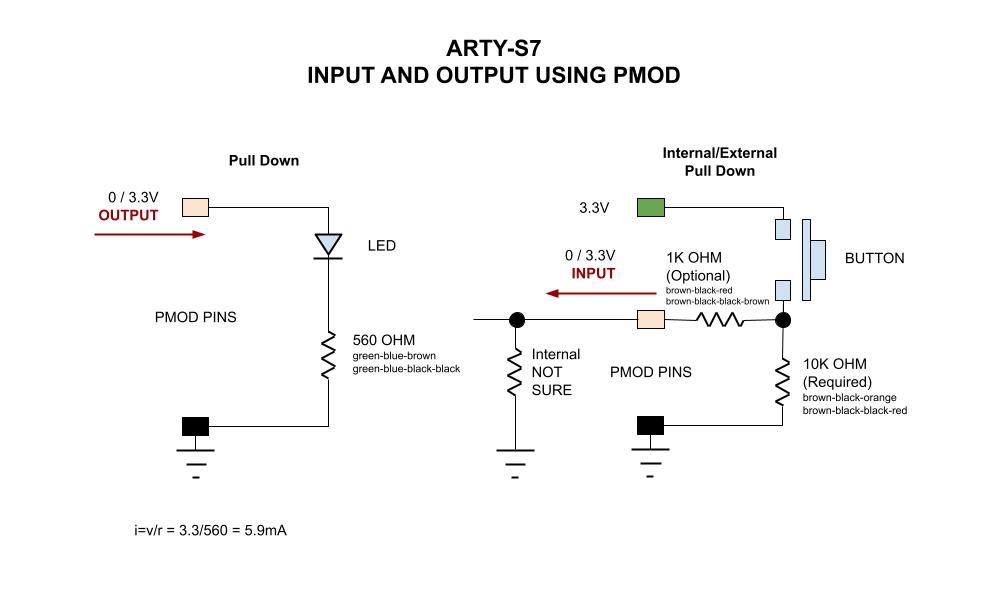 ARTY-S7
INPUT AND OUTPUT USING PMOD
Pull Down
0 / 3.3V
OUTPUT
LED
PMOD PINS
560 OHM
green-blue-brown
green-blue-black-black
i=v/r = 3.3/560 = 5.9mA
Internal/External
Pull Down
3.3V
0 / 3.3V
INPUT
1K OHM
(Optional)
brown-black-red
brown-black-black-brown
BUTTON
Internal
NOT
SURE
PMOD PINS
10K OHM
(Required)
brown-black-orange
brown-black-black-red